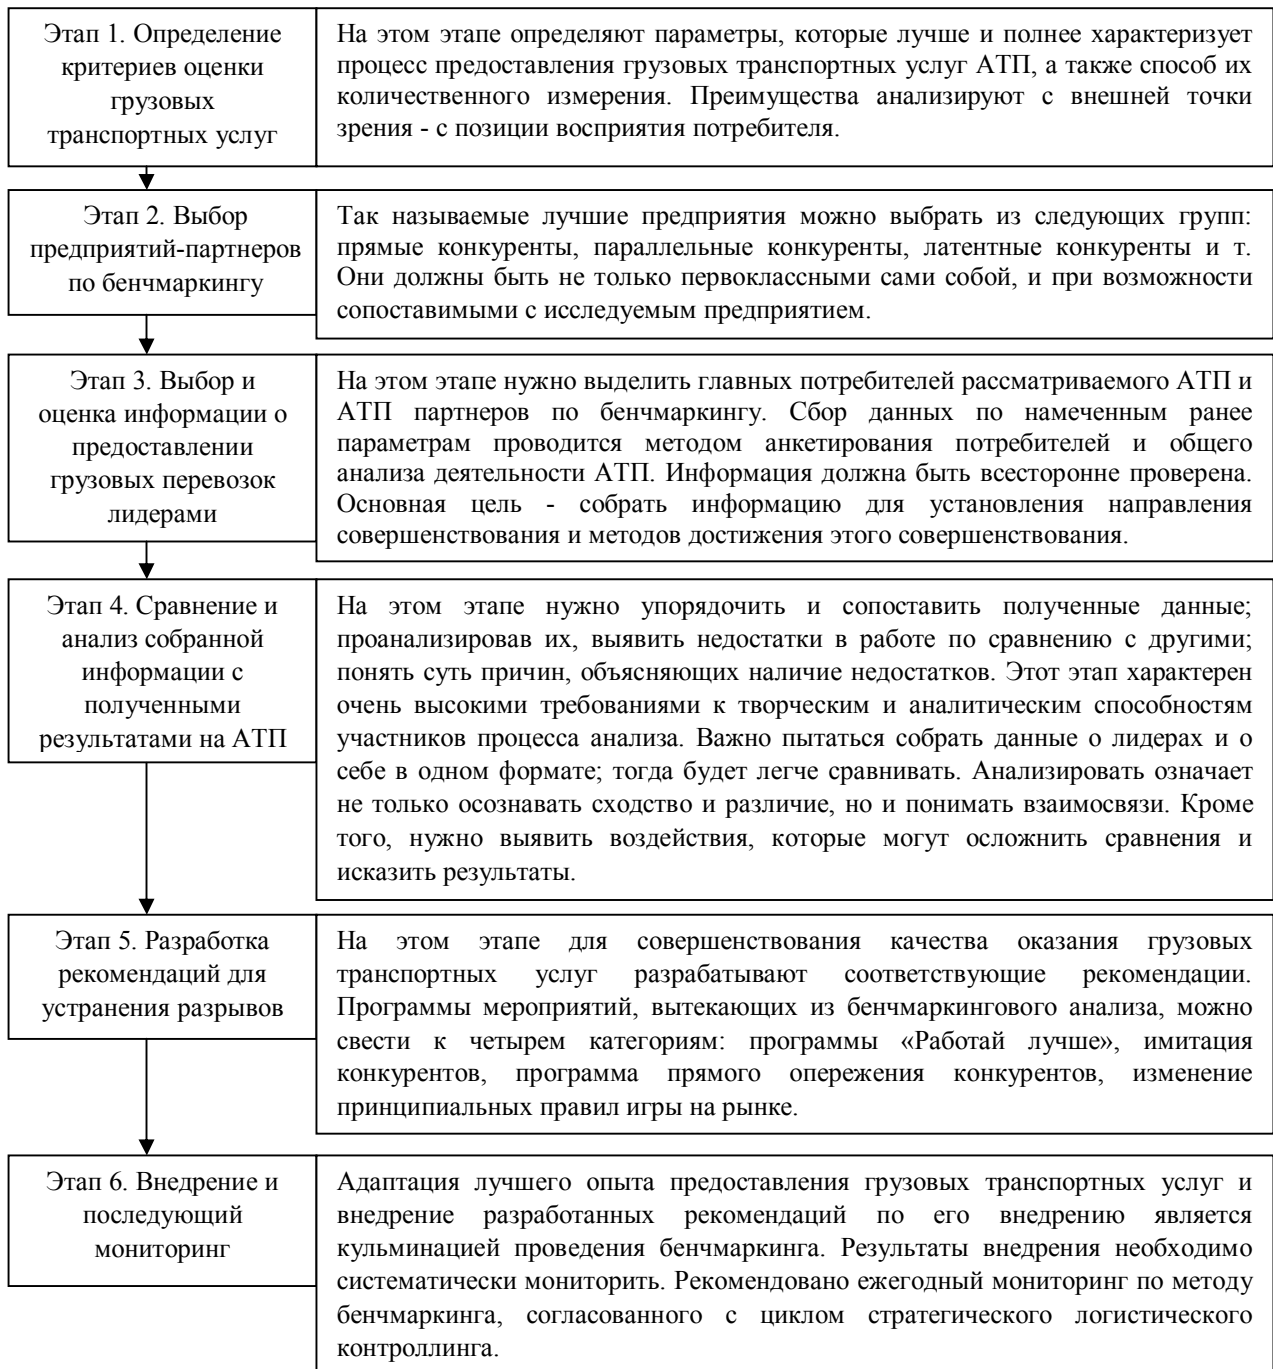 Этап 1. Определение
критериев оценки
грузовых
транспортных услуг
На этом этапе определяют параметры, которые лучше и полнее характеризует
процесс предоставления грузовых транспортных услуг АТП, а также способ их
количественного измерения. Преимущества анализируют с внешней точки
зрения - с позиции восприятия потребителя.
Этап 2. Выбор
предприятий-партнеров
по бенчмаркингу
Так называемые лучшие предприятия можно выбрать из следующих групп:
прямые конкуренты, параллельные конкуренты, латентные конкуренты и т.
Они должны быть не только первоклассными сами собой, и при возможности
сопоставимыми с исследуемым предприятием.
Этап 3. Выбор и
оценка информации о
предоставлении
грузовых перевозок
лидерами
На этом этапе нужно выделить главных потребителей рассматриваемого АТП и
АТП партнеров по бенчмаркингу. Сбор данных по намеченным ранее
параметрам проводится методом анкетирования потребителей и общего
анализа деятельности АТП. Информация должна быть всесторонне проверена.
Основная цель - собрать информацию для установления направления
совершенствования и методов достижения этого совершенствования.
Этап 4. Сравнение и
анализ собранной
информации с
полученными
результатами на АТП
На этом этапе нужно упорядочить и сопоставить полученные данные;
проанализировав их, выявить недостатки в работе по сравнению с другими;
понять суть причин, объясняющих наличие недостатков. Этот этап характерен
очень высокими требованиями к творческим и аналитическим способностям
участников процесса анализа. Важно пытаться собрать данные о лидерах и о
себе в одном формате; тогда будет легче сравнивать. Анализировать означает
не только осознавать сходство и различие, но и понимать взаимосвязи. Кроме
того, нужно выявить воздействия, которые могут осложнить сравнения и
исказить результаты.
Этап 5. Разработка
рекомендаций для
устранения разрывов
На этом этапе для совершенствования качества оказания грузовых
транспортных услуг разрабатывают соответствующие рекомендации.
Программы мероприятий, вытекающих из бенчмаркингового анализа, можно
свести к четырем категориям: программы «Работай лучше», имитация
конкурентов, программа прямого опережения конкурентов, изменение
принципиальных правил игры на рынке.
Этап 6. Внедрение и
последующий
мониторинг
Адаптация лучшего опыта предоставления грузовых транспортных услуг и
внедрение разработанных рекомендаций по его внедрению является
кульминацией проведения бенчмаркинга. Результаты внедрения необходимо
систематически мониторить. Рекомендовано ежегодный мониторинг по методу
бенчмаркинга, согласованного с циклом стратегического логистического
контроллинга.